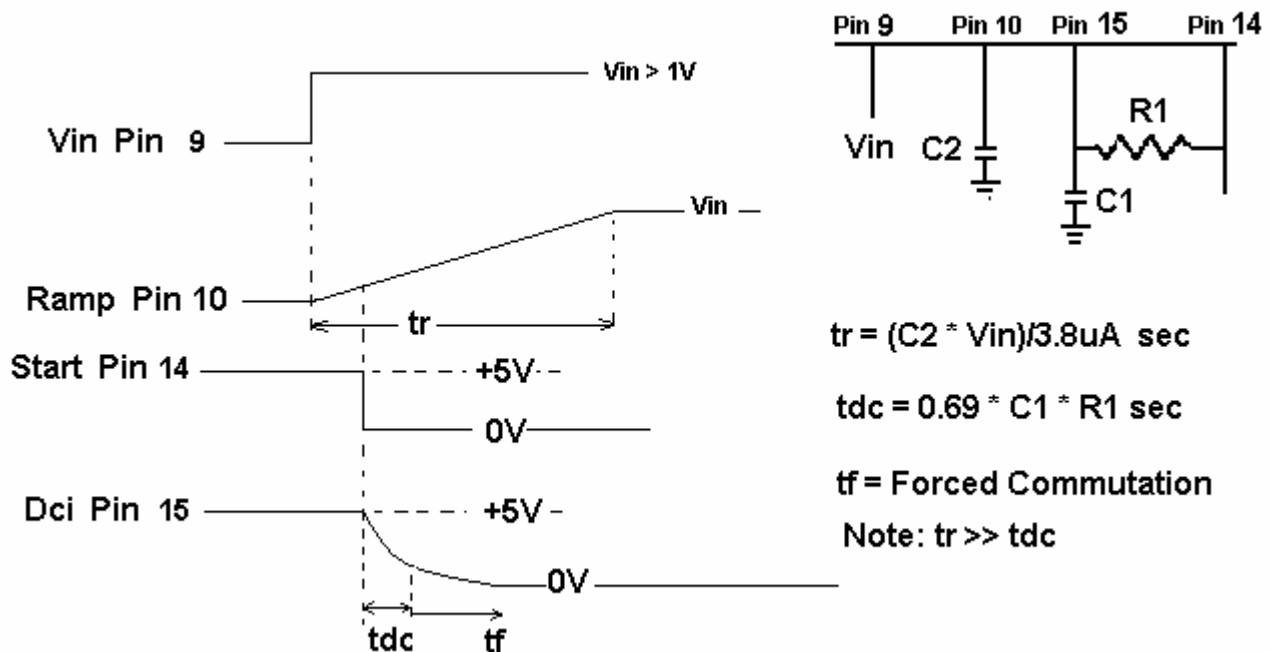 Vin Pin 9
Vin > 1V
Ramp Pin 10
Vin
tr
Start Pin 14
+5V
0V
Dci Pin 15
+5V
0V
tdc
tf
Pin 9
Pin 10
Pin 15
Pin 14
Vin
C2
R1
C1
tr = (C2 * Vin)/3.8uA sec
tdc = 0.69 * C1 * R1 sec
tf = Forced Commutation
Note: tr >> tdc